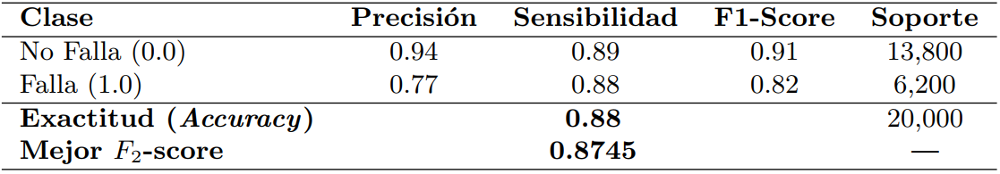 Clase Precisión Sensibilidad F1-Score Soporte
No Falla (0.0) 0.94 0.89 0.91 13,800
Falla (1.0) 0.77 0.88 0.82 6,200
Exactitud (Accuracy) 0.88 20,000
Mejor F₂-score 0.8745 —